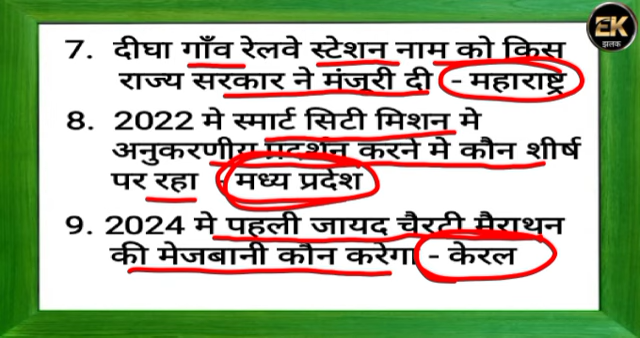 EK
झलक
7. दीघा गाँव रेलवे स्टेशन नाम को किस
राज्य सरकार ने मंजूरी दी - महाराष्ट्र
8. 2022 मे स्मार्ट सिटी मिशन मे
अनुकरणीय प्रदर्शन करने मे कौन शीर्ष
पर रहा - मध्य प्रदेश
9. 2024 मे पहली जायद चैरटी मैराथन
की मेजबानी कौन करेगा - केरल